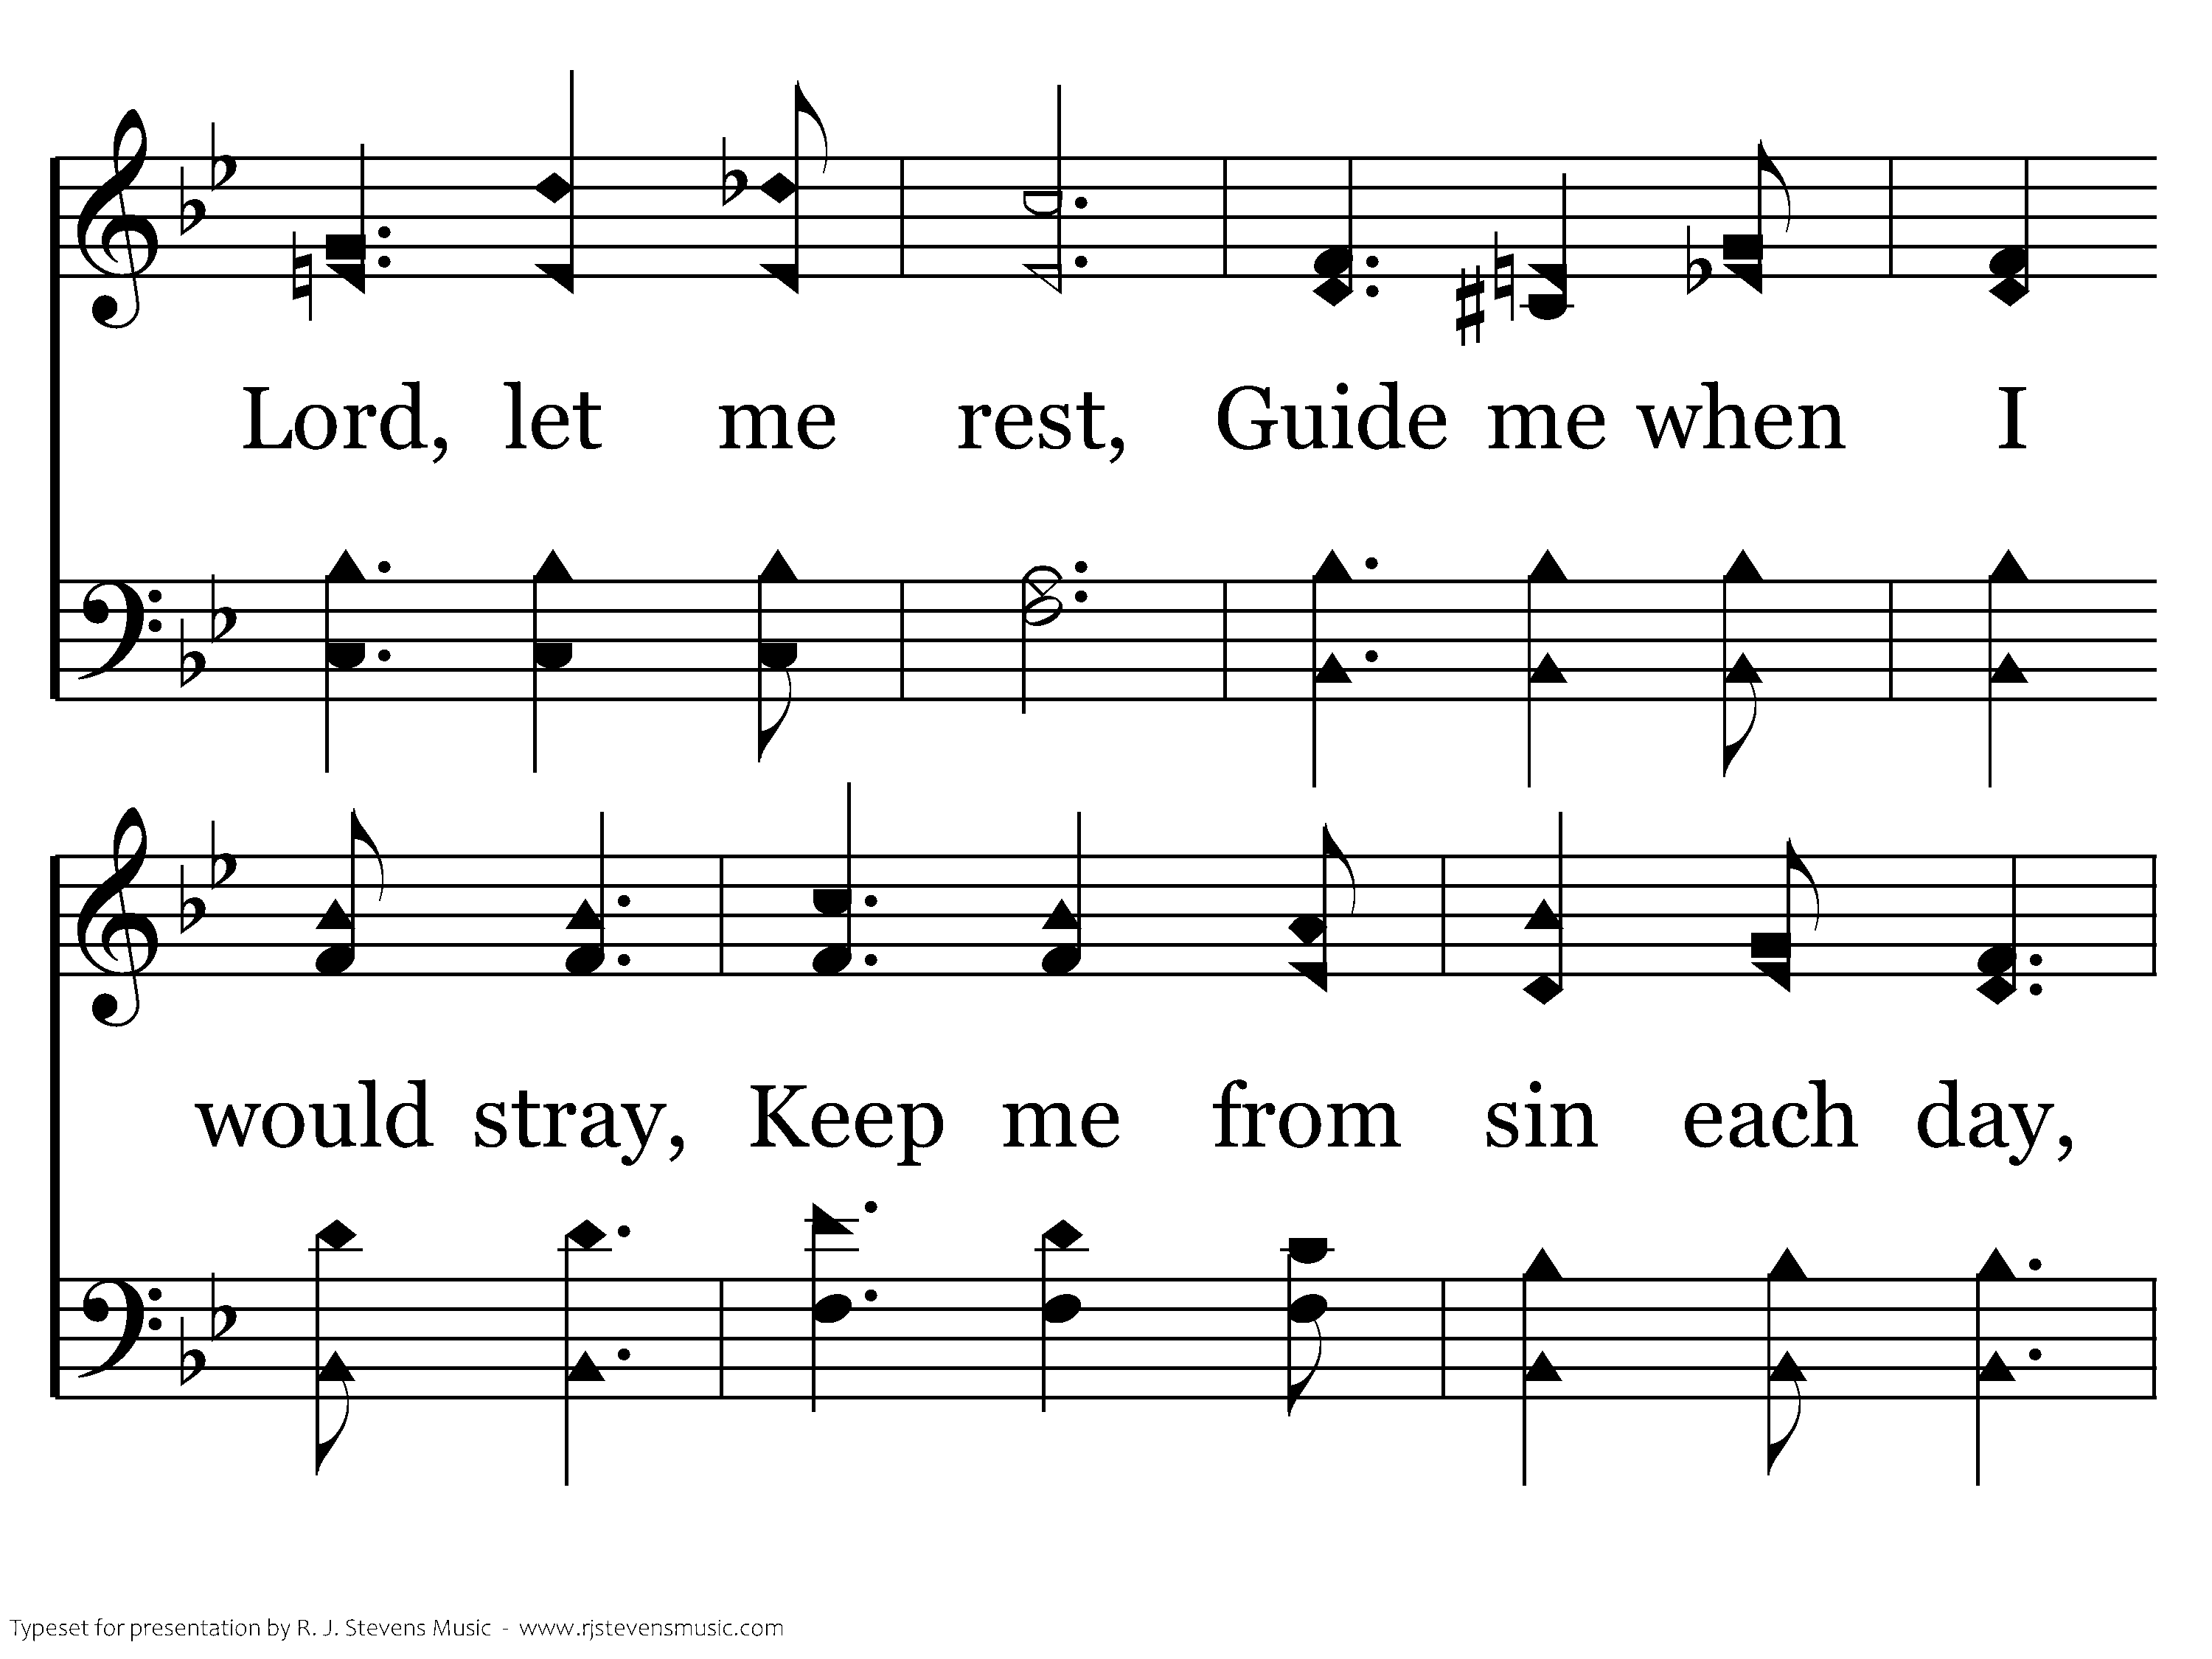 Lord, let me rest, Guide me when I
would stray, Keep me from sin each day,
Typeset for presentation by R. J. Stevens Music - www.rjstevensmusic.com